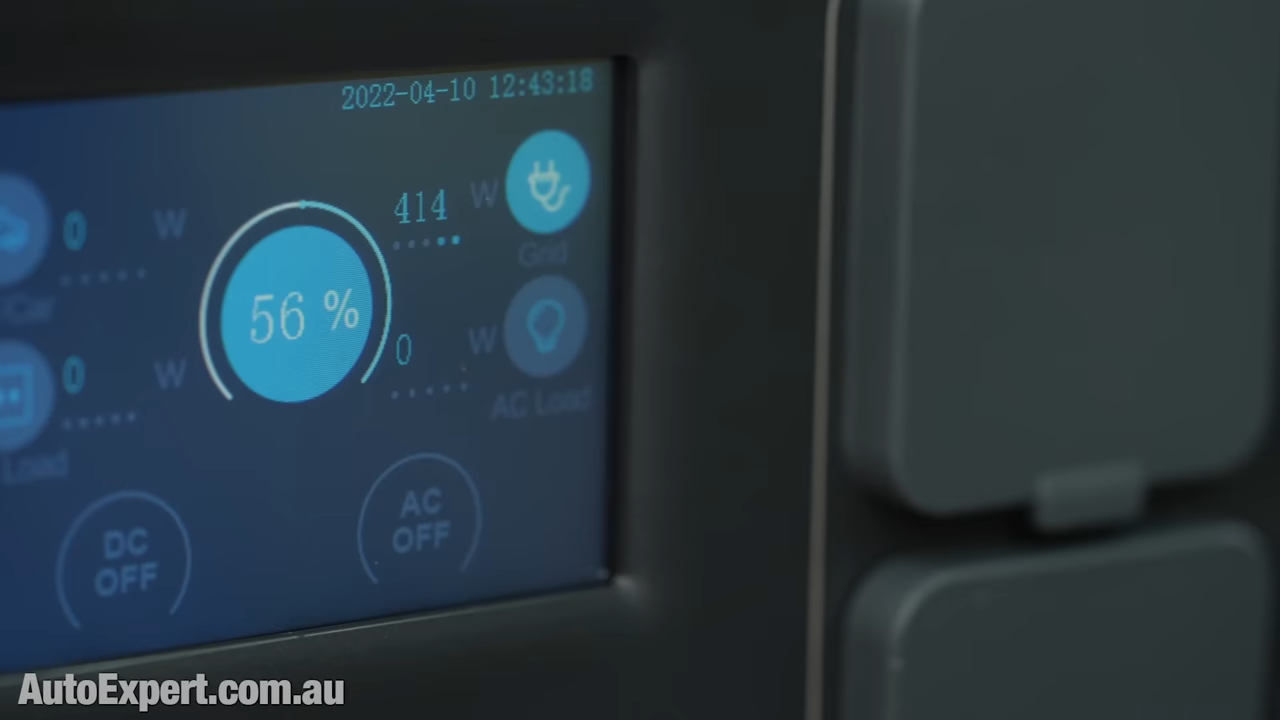 2022-04-10 12:43:18
0 W
414 W
Car
Grid
56 %
0 W
0 W
Load
AC Load
DC OFF
AC OFF
AutoExpert.com.au